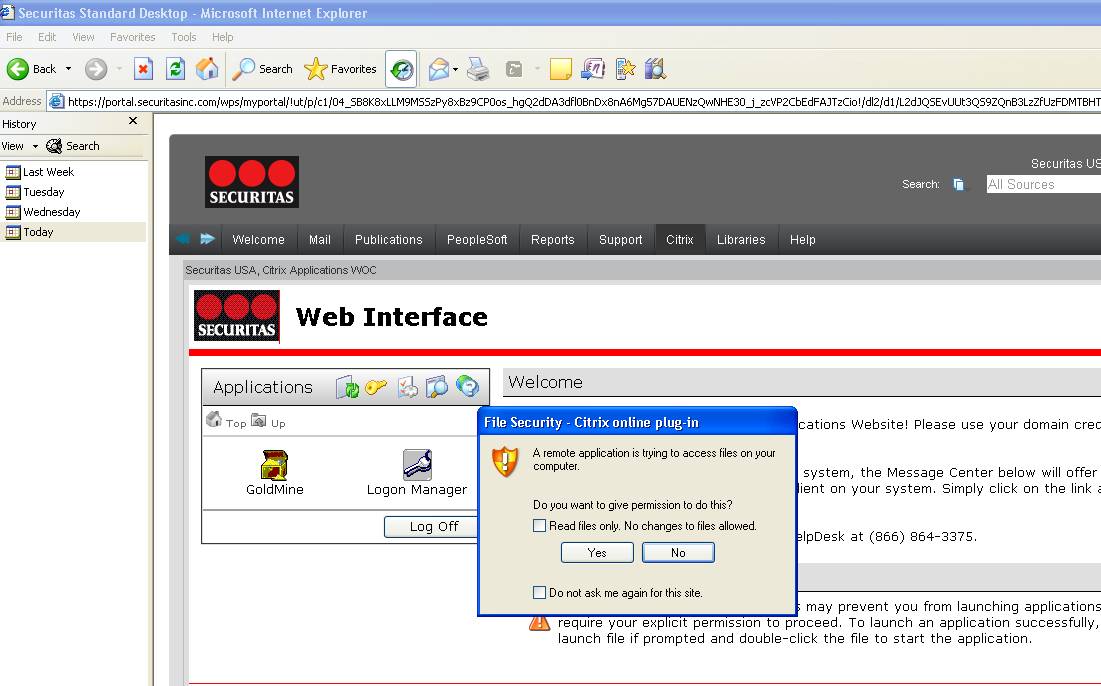 Securitas Standard Desktop - Microsoft Internet Explorer
File Edit View Favorites Tools Help
Back Search Favorites
Address https://portal.securitasinc.com/wps/myportal/!ut/p/c1/04_SB8K8xLLM9MSSzPy8xBz9CP0os_hgQ2dDA3dfl0BnDx8nA6Mg57DAUENzQwNHE30_j_zcVP2CbEdFAJTzCio!/dl2/d1/L2dJQSEvUUt3QS9ZQnB3LzZfUzFDMTBHT
History
View Search
Last Week
Tuesday
Wednesday
Today
SECURITAS
Securitas US
Search: All Sources
Welcome Mail Publications PeopleSoft Reports Support Citrix Libraries Help
Securitas USA, Citrix Applications WOC
SECURITAS Web Interface
Applications
Top Up
GoldMine Logon Manager
Log Off
Welcome
cations Website! Please use your domain cred
system, the Message Center below will offer
lient on your system. Simply click on the link a
elpDesk at (866) 864-3375.
File Security - Citrix online plug-in
A remote application is trying to access files on your
computer.
Do you want to give permission to do this?
Read files only. No changes to files allowed.
Yes No
Do not ask me again for this site.
s may prevent you from launching applications
require your explicit permission to proceed. To launch an application successfully,
launch file if prompted and double-click the file to start the application.